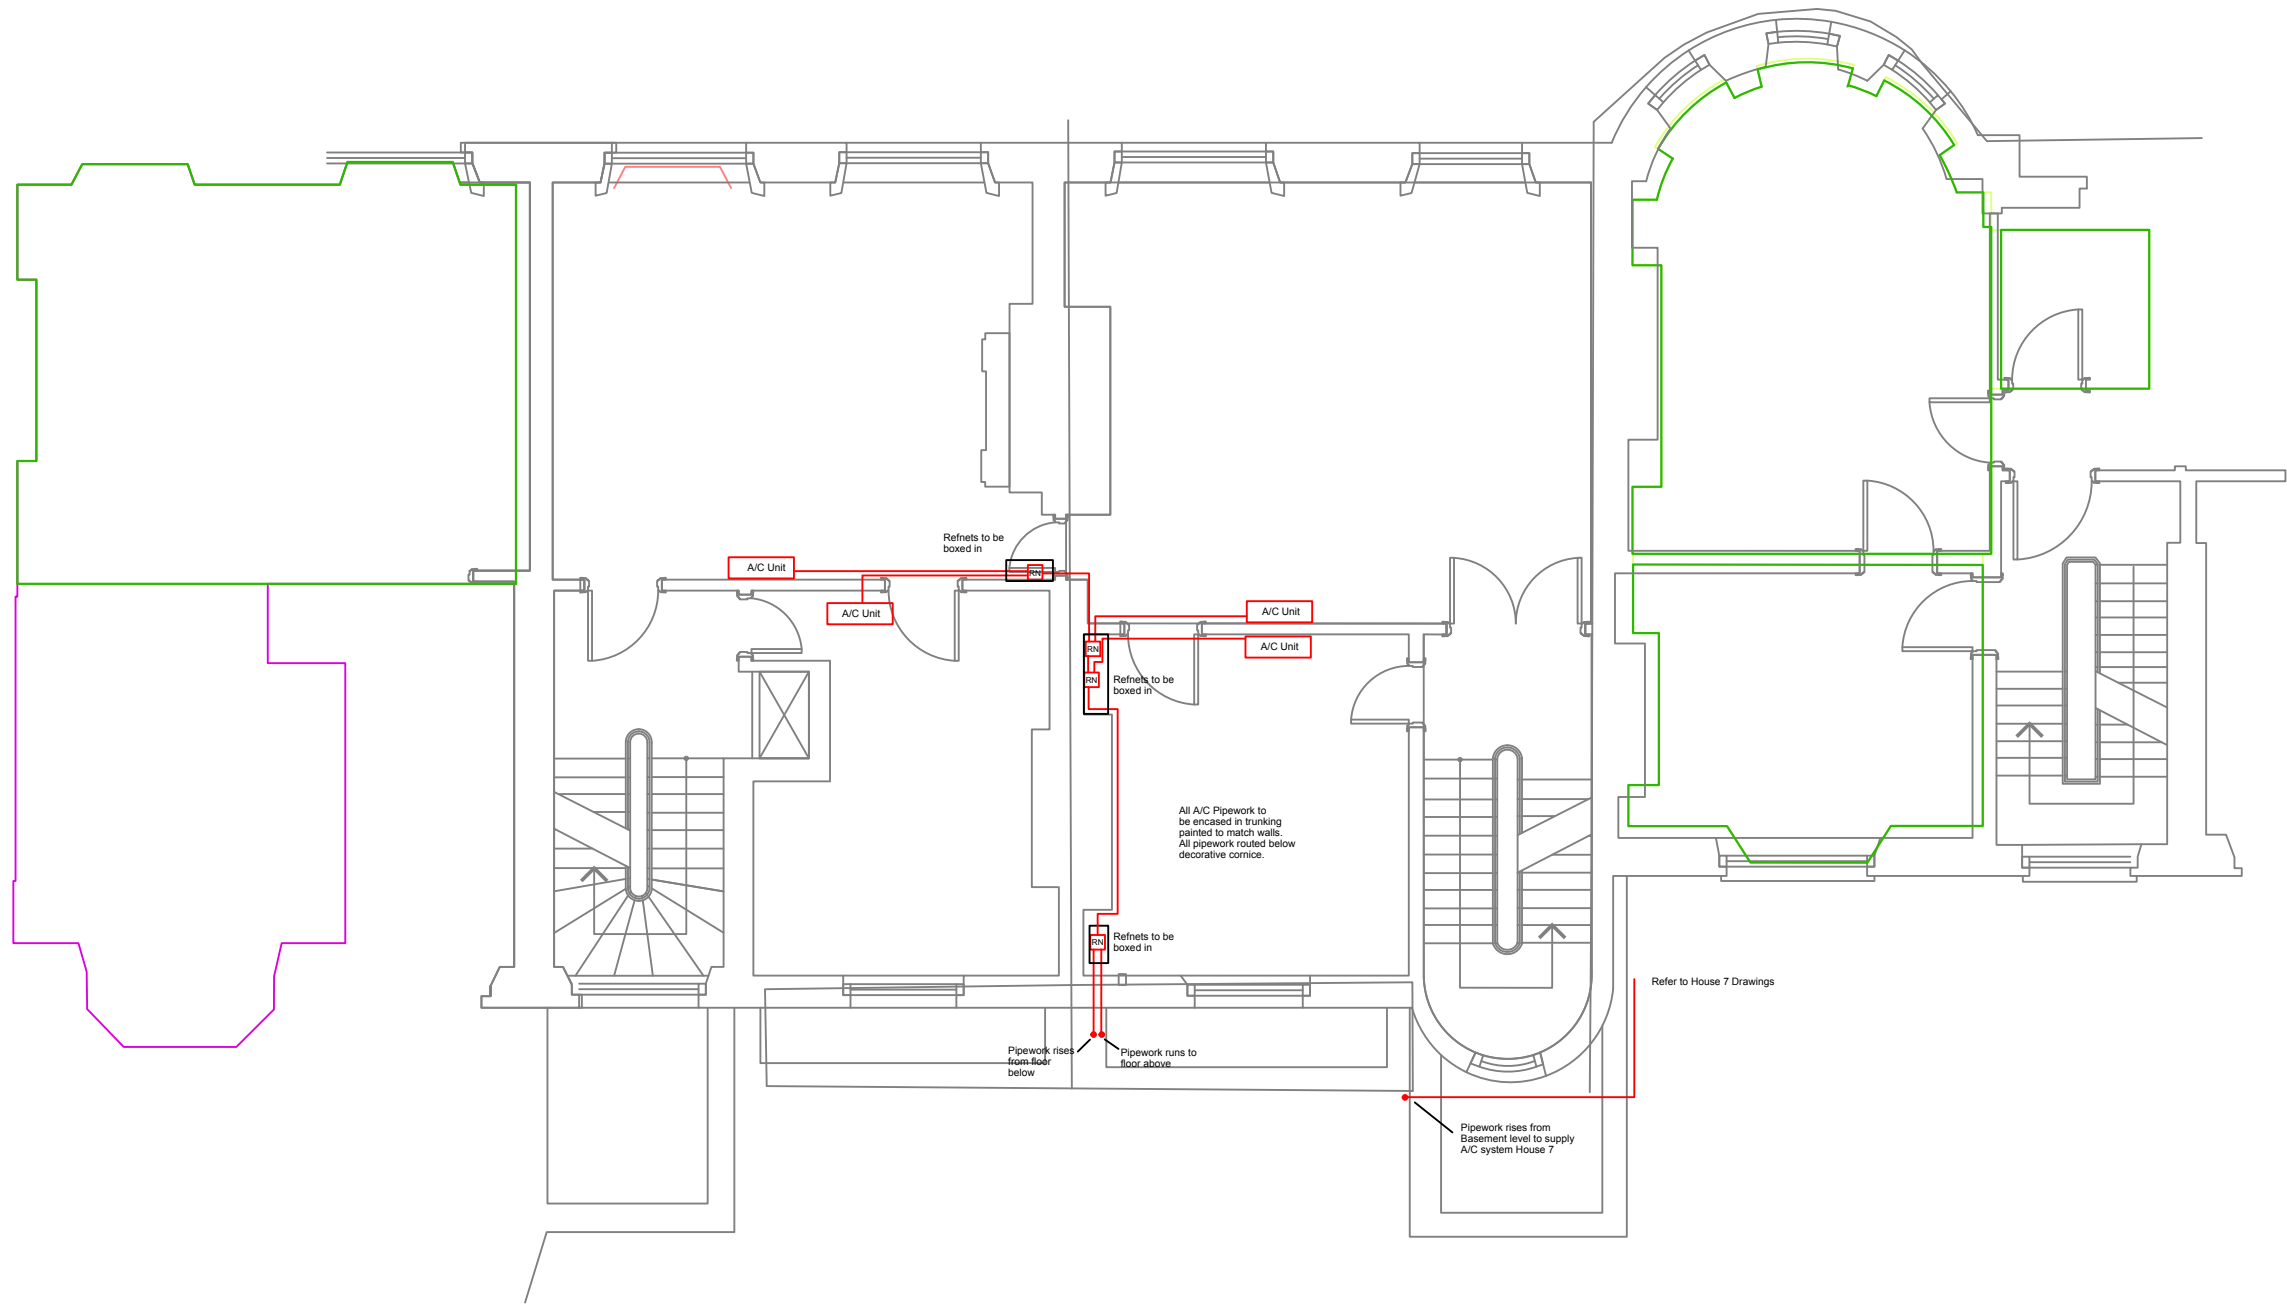 Refnets to be
boxed in
A/C Unit
RN
A/C Unit
A/C Unit
A/C Unit
RN
RN
Refnets to be
boxed in
All A/C Pipework to
be encased in trunking
painted to match walls.
All pipework routed below
decorative cornice.
RN
Refnets to be
boxed in
Refer to House 7 Drawings
Pipework rises
from floor
below
Pipework runs to
floor above
Pipework rises from
Basement level to supply
A/C system House 7